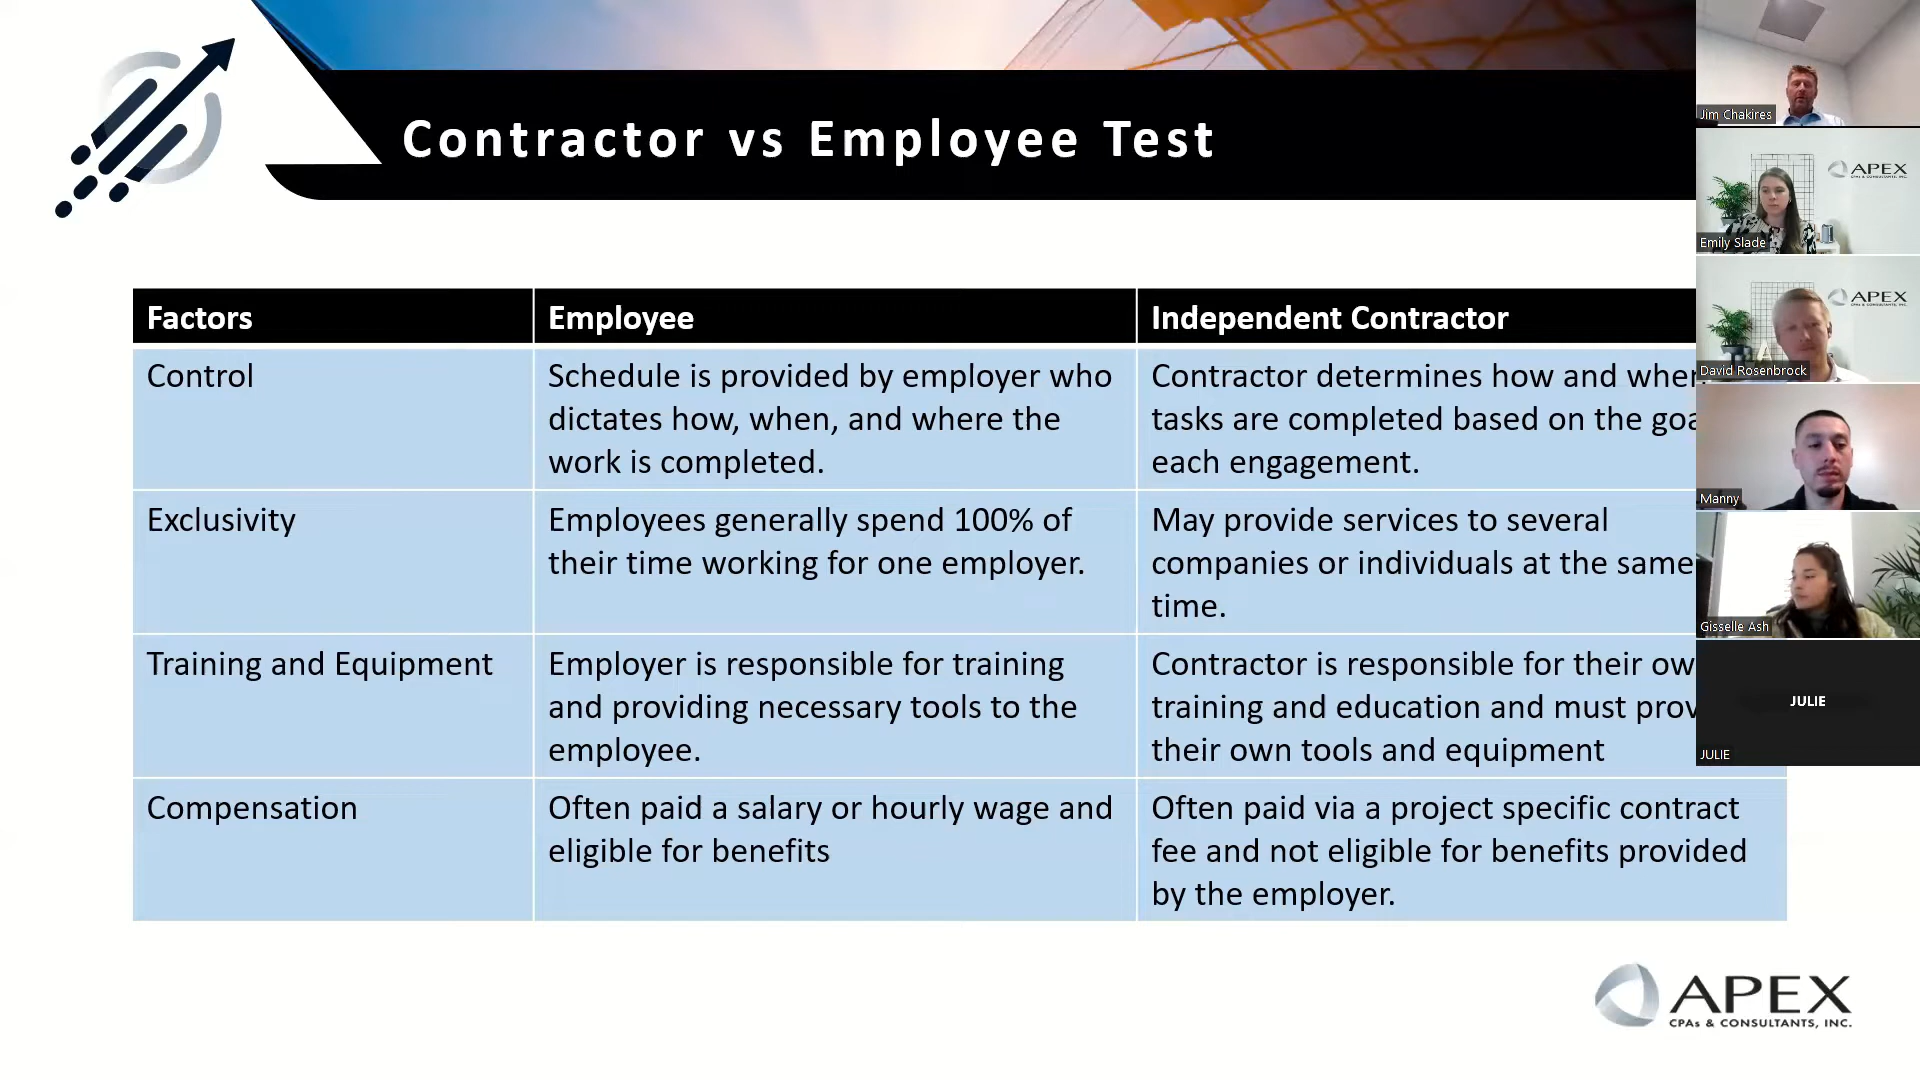 Contractor vs Employee Test
Factors
Employee
Independent Contractor
Control
Schedule is provided by employer who
dictates how, when, and where the
work is completed.
Contractor determines how and when
tasks are completed based on the
each engagement.
Exclusivity
Employees generally spend 100% of
their time working for one employer.
May provide services to several
companies or individuals at the same
time.
Training and Equipment
Employer is responsible for training
and providing necessary tools to the
employee.
Contractor is responsible for their
training and education and must
their own tools and equipment
Compensation
Often paid a salary or hourly wage and
eligible for benefits
Often paid via a project specific contract
fee and not eligible for benefits provided
by the employer.
Jim Chakires
APEX
CPAs & CONSULTANTS, INC.
Emily Slade
APEX
CPAs & CONSULTANTS, INC.
David Rosenbrock
Manny
Gisselle Ash
JULIE
JULIE
APEX
CPAs & CONSULTANTS, INC.